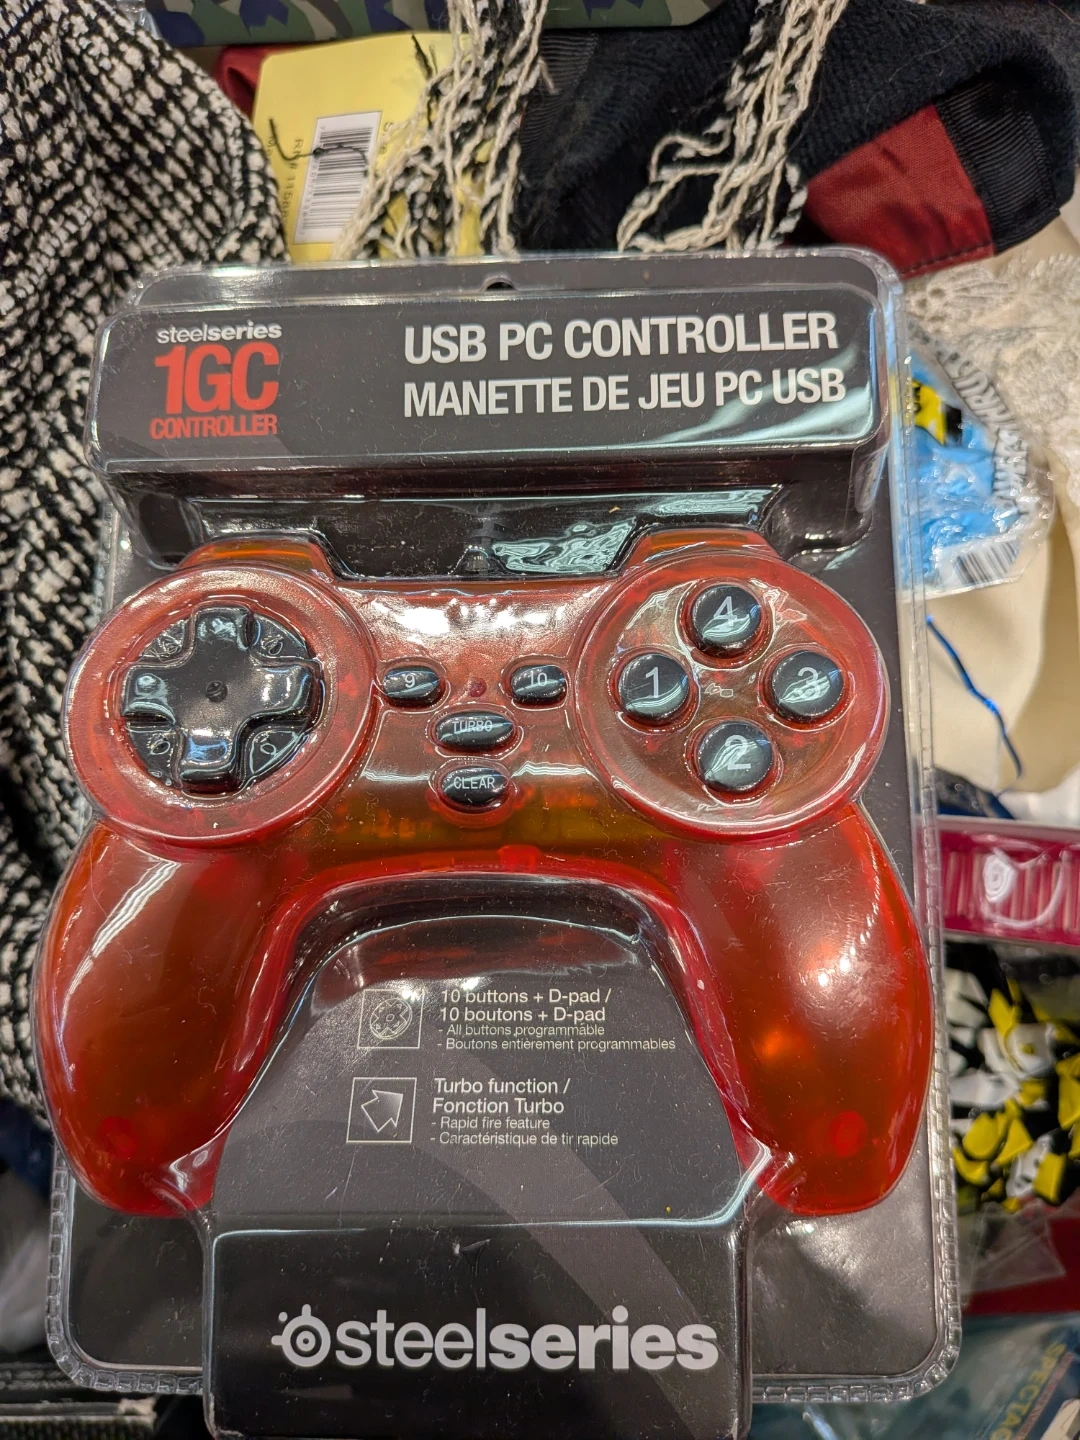 steelseries
1GC
CONTROLLER
USB PC CONTROLLER
MANETTE DE JEU PC USB
4
9
10
1
3
TURBO
2
CLEAR
10 buttons + D-pad /
10 boutons + D-pad
- All buttons programmable
- Boutons entièrement programmables
Turbo function /
Fonction Turbo
- Rapid fire feature
- Caractéristique de tir rapide
steelseries